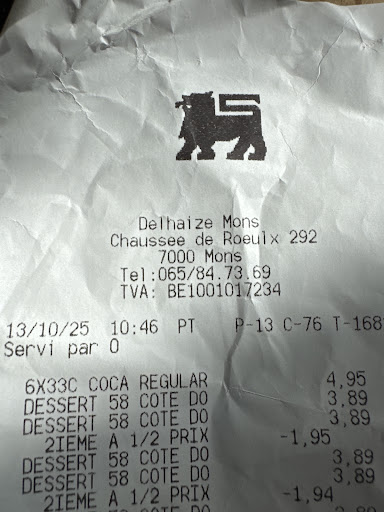 Delhaize Mons
Chaussee de Roeulx 292
7000 Mons
Tel:065/84.73.69
TVA: BE1001017234
13/10/25 10:46 PT P-13 C-76 T-168
Servi par O
6X33C COCA REGULAR 4,95
DESSERT 58 COTE DO 3,89
DESSERT 58 COTE DO 3,89
2IEME A 1/2 PRIX -1,95
DESSERT 58 COTE DO 3,89
DESSERT 58 COTE DO 3,89
2IEME A 1/2 PRIX -1,94